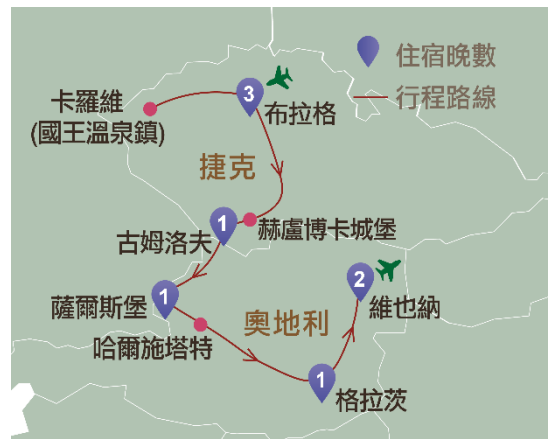 住宿晚數
行程路線
卡羅維
(國王溫泉鎮)
3
布拉格
捷克
1
古姆洛夫
赫盧博卡城堡
1
薩爾斯堡
哈爾施塔特
奧地利
2
維也納
1
格拉茨